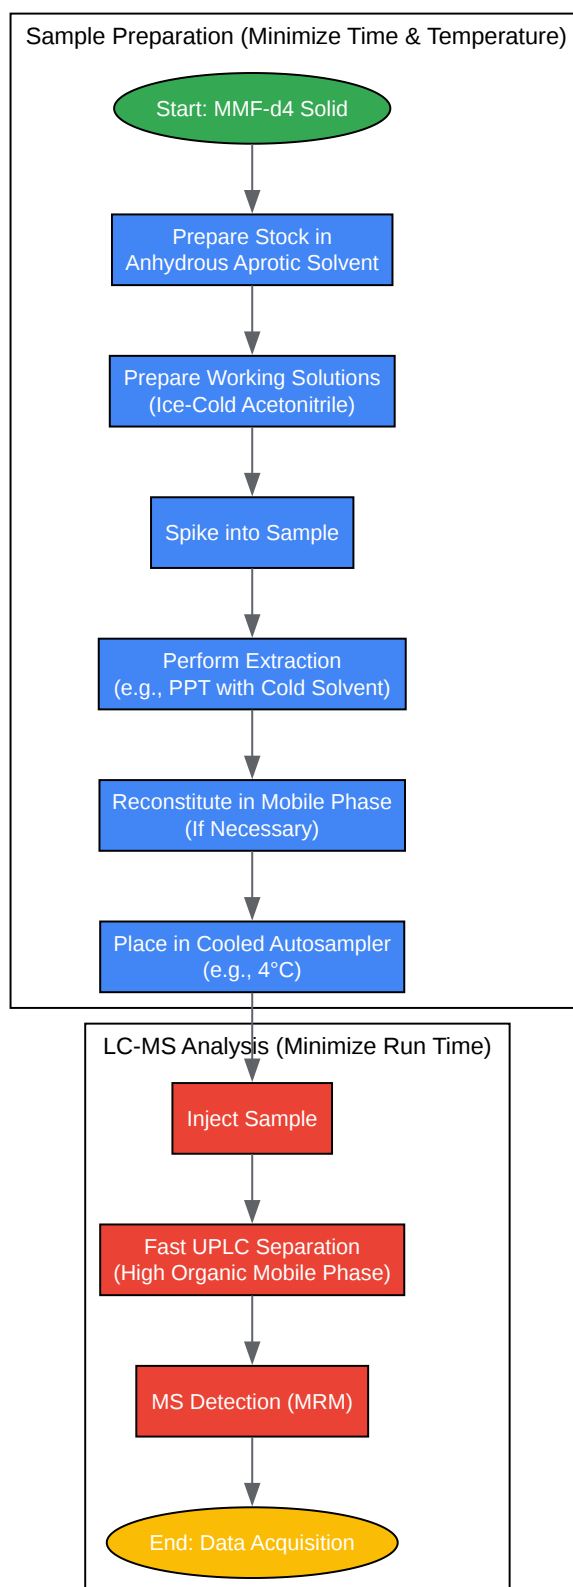 Sample Preparation (Minimize Time & Temperature)
Start: MMF-d4 Solid
Prepare Stock in
Anhydrous Aprotic Solvent
Prepare Working Solutions
(Ice-Cold Acetonitrile)
Spike into Sample
Perform Extraction
(e.g., PPT with Cold Solvent)
Reconstitute in Mobile Phase
(If Necessary)
Place in Cooled Autosampler
(e.g., 4°C)
LC-MS Analysis (Minimize Run Time)
Inject Sample
Fast UPLC Separation
(High Organic Mobile Phase)
MS Detection (MRM)
End: Data Acquisition